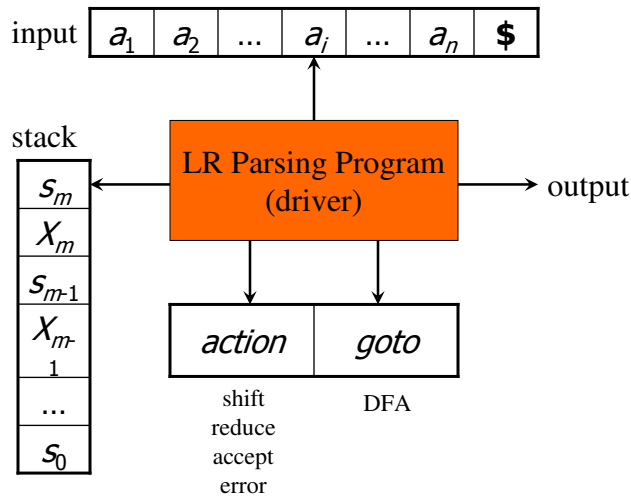 input a₁ a₂ ... aᵢ ... aₙ $
stack
LR Parsing Program
(driver)
output
sₘ
Xₘ
sₘ₋₁
Xₘ₋
₁
...
s₀
action goto
shift
reduce
accept
error
DFA